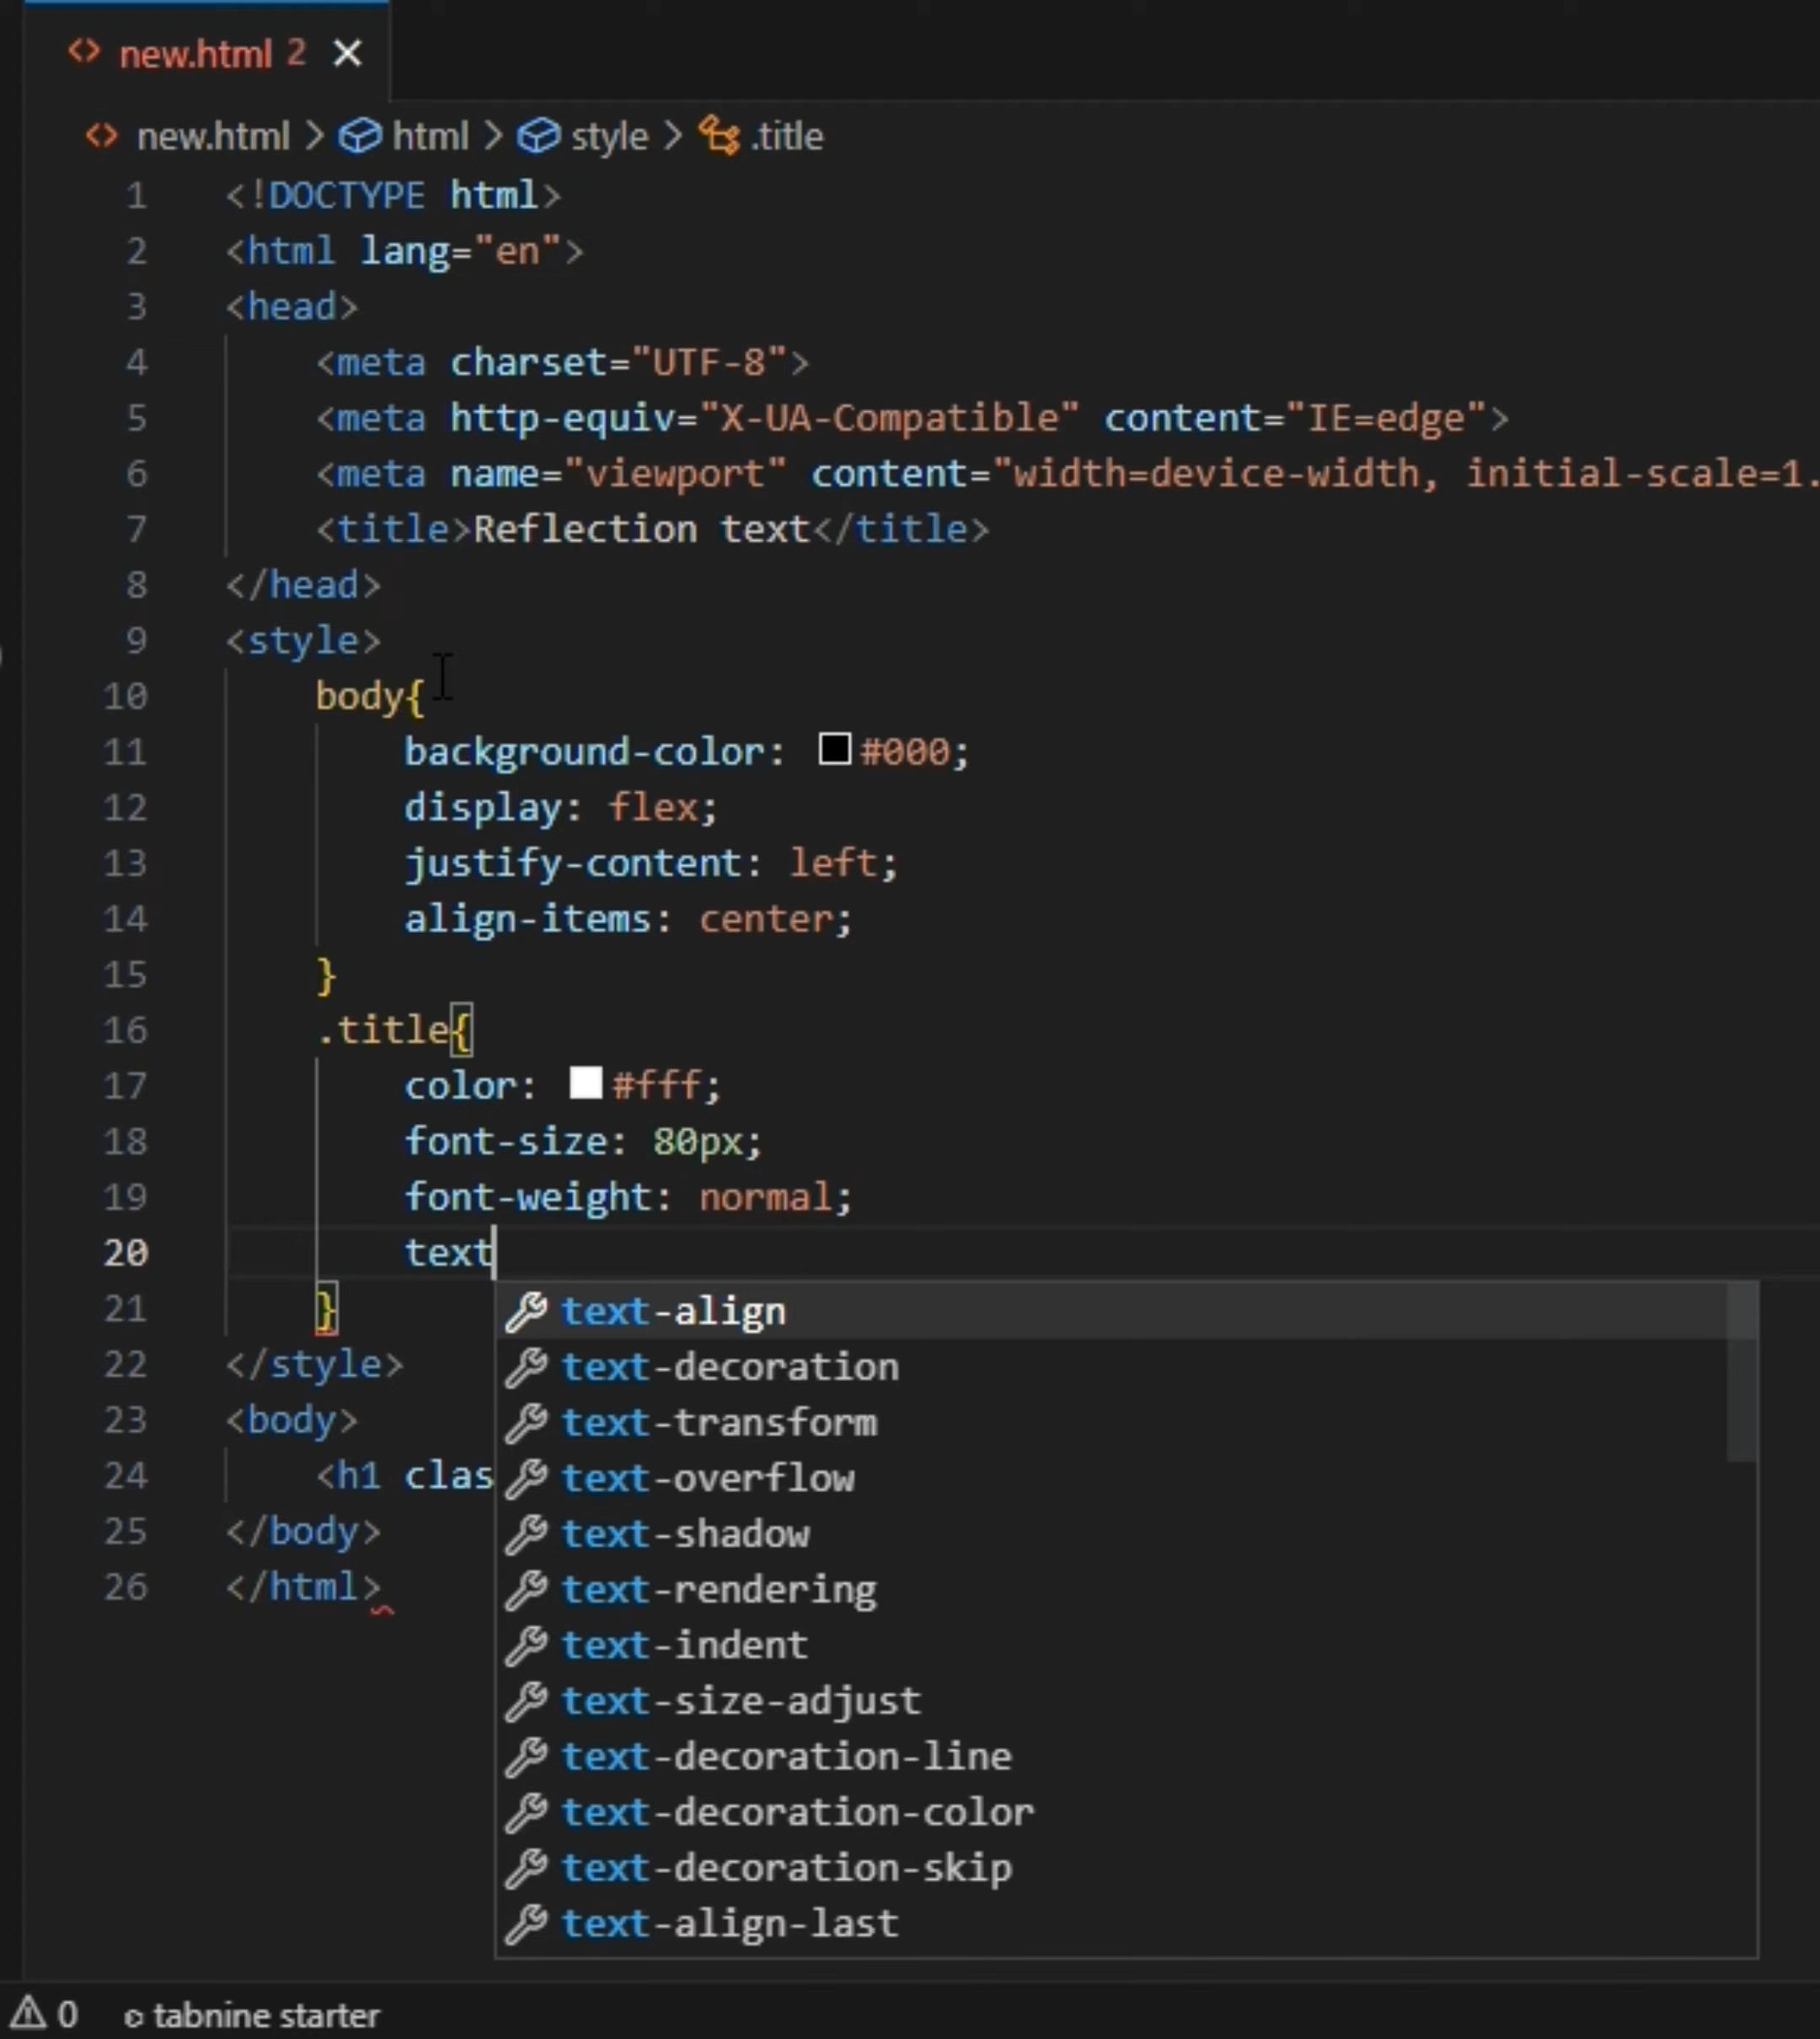 new.html 2
new.html > html > style > .title
1 <!DOCTYPE html>
2 <html lang="en">
3 <head>
4 <meta charset="UTF-8">
5 <meta http-equiv="X-UA-Compatible" content="IE=edge">
6 <meta name="viewport" content="width=device-width, initial-scale=1.
7 <title>Reflection text</title>
8 </head>
9 <style>
10 body{
11 background-color: #000;
12 display: flex;
13 justify-content: left;
14 align-items: center;
15 }
16 .title{
17 color: #fff;
18 font-size: 80px;
19 font-weight: normal;
20 text
21 }
22 </style>
23 <body>
24 <h1 clas
25 </body>
26 </html>
text-align
text-decoration
text-transform
text-overflow
text-shadow
text-rendering
text-indent
text-size-adjust
text-decoration-line
text-decoration-color
text-decoration-skip
text-align-last
0 tabnine starter